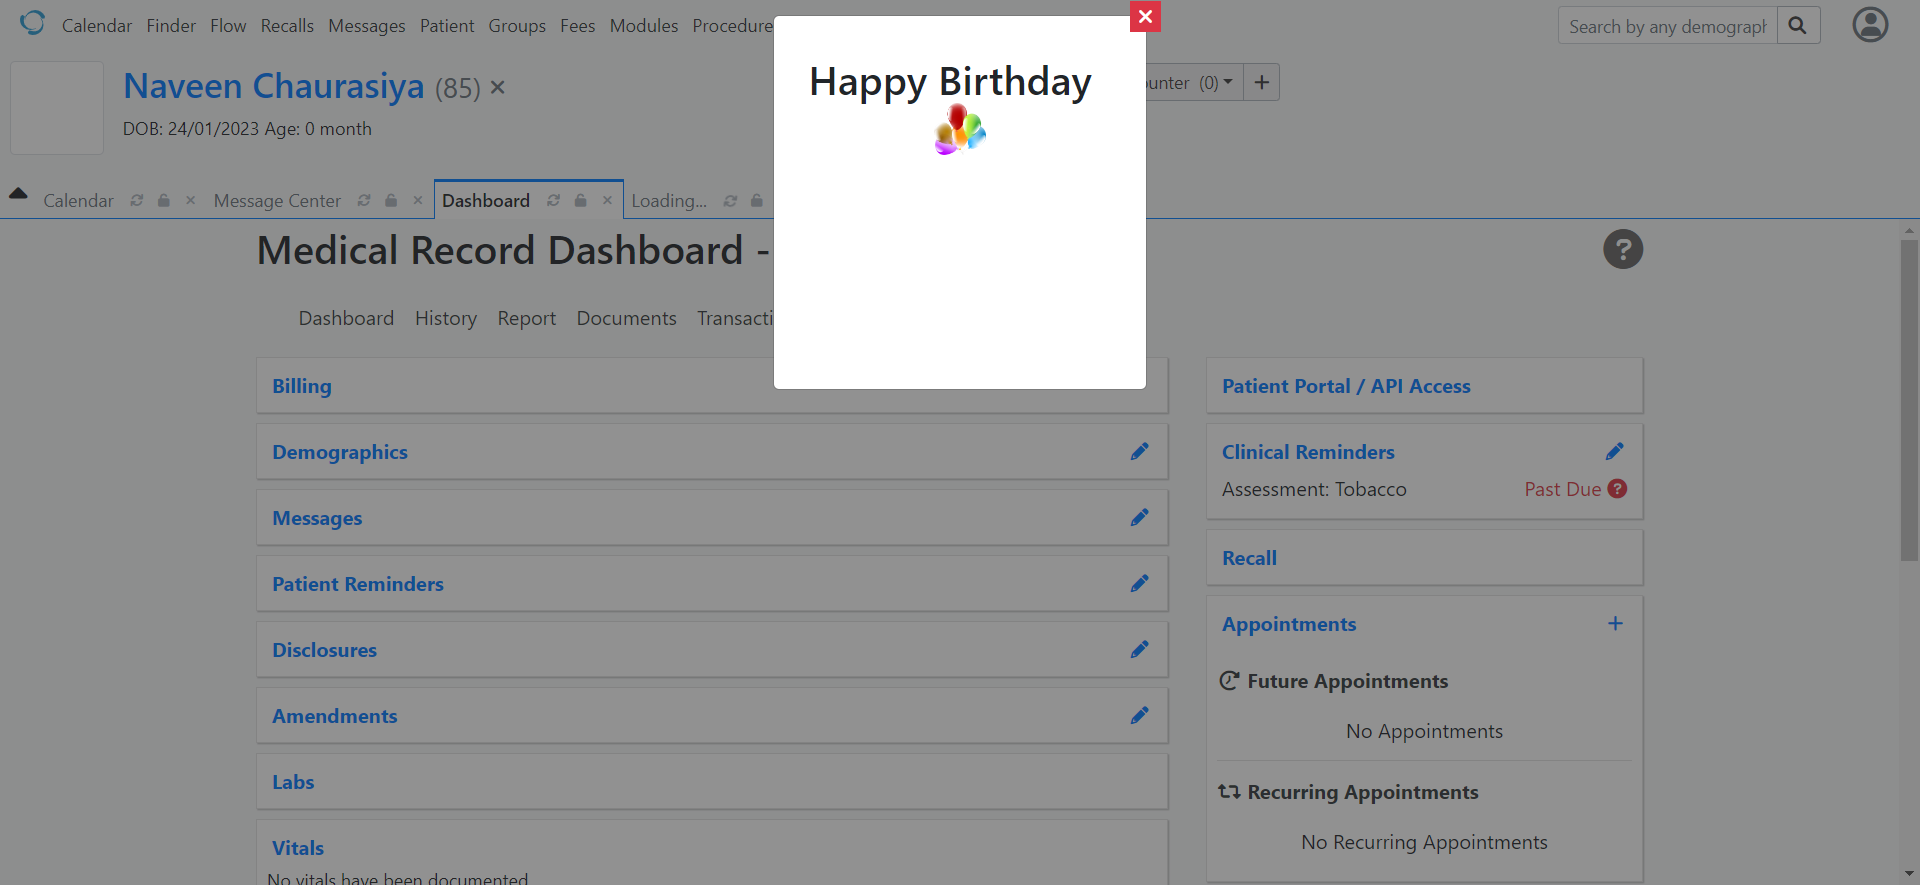 Calendar Finder Flow Recalls Messages Patient Groups Fees Modules Procedure
Search by any demograph
Naveen Chaurasiya (85)
DOB: 24/01/2023 Age: 0 month
Happy Birthday
(0)
Calendar Message Center Dashboard Loading...
Medical Record Dashboard -
Dashboard History Report Documents Transacti
Billing
Demographics
Messages
Patient Reminders
Disclosures
Amendments
Labs
Vitals
No vitals have been documented
Patient Portal / API Access
Clinical Reminders
Assessment: Tobacco Past Due
Recall
Appointments
Future Appointments
No Appointments
Recurring Appointments
No Recurring Appointments